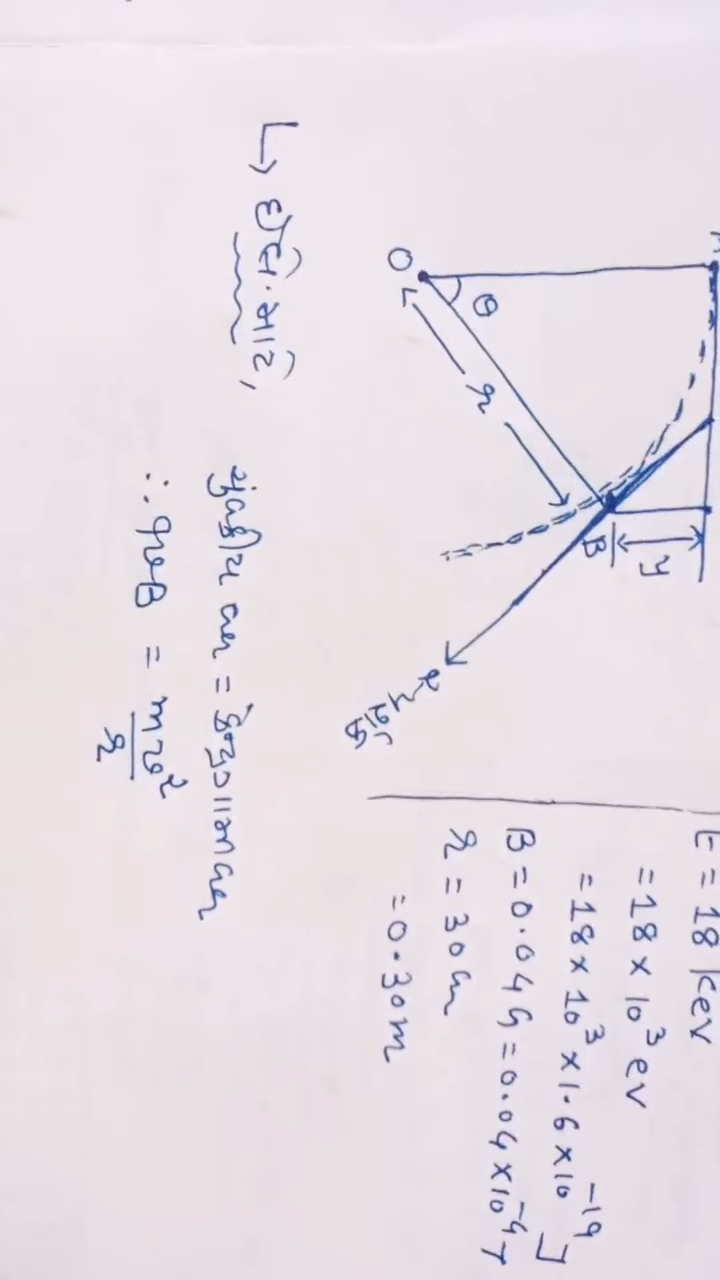 E = 18 keV
= 18 × 10³ ev
= 18 × 10³ × 1.6 × 10⁻¹⁹ J
B = 0.04 G = 0.04 × 10⁻⁴ T
r = 30 cm
= 0.30 m
O
θ
r
B
y
↳
ચુંબકીય બળ = કેન્દ્રગામી બળ
∴ qvB = mv²/r